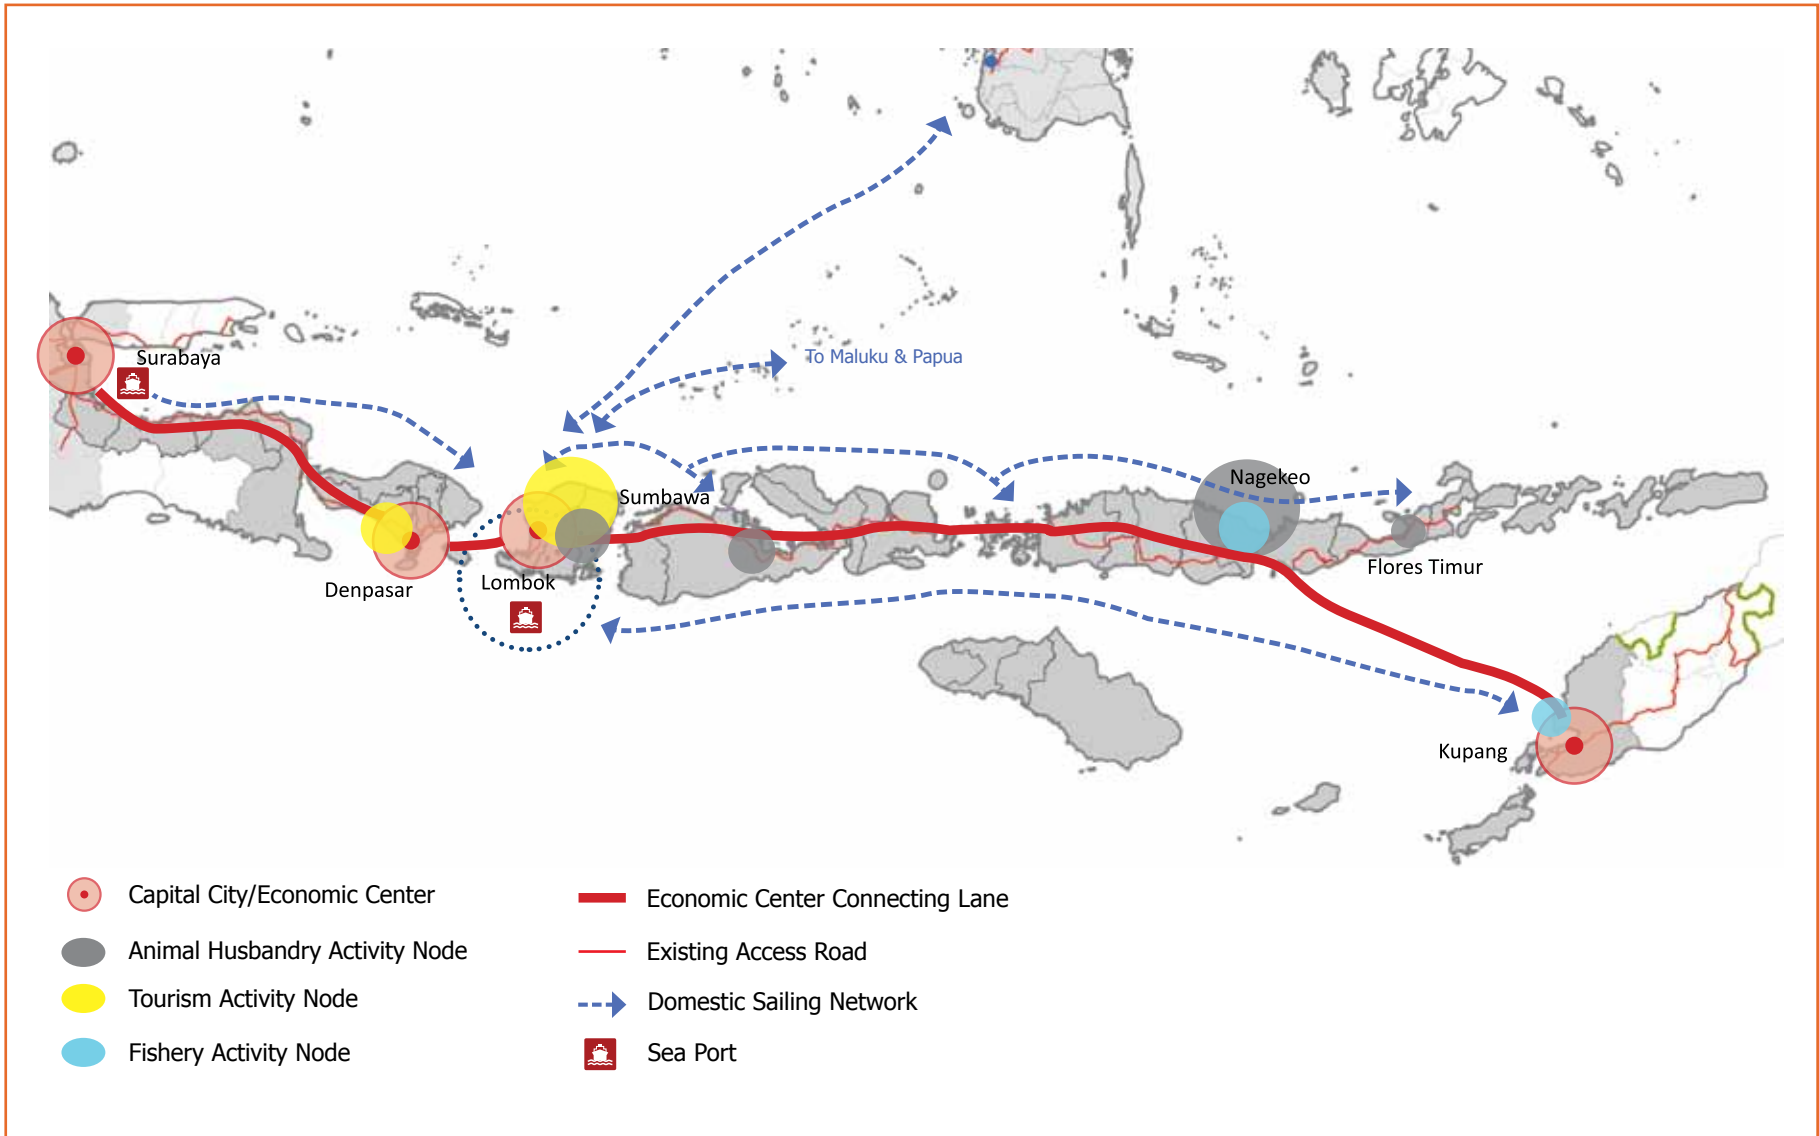 To Maluku & Papua
Surabaya
Nagekeo
Sumbawa
Denpasar
Lombok
Flores Timur
Kupang
Capital City/Economic Center
Animal Husbandry Activity Node
Tourism Activity Node
Fishery Activity Node
Economic Center Connecting Lane
Existing Access Road
Domestic Sailing Network
Sea Port